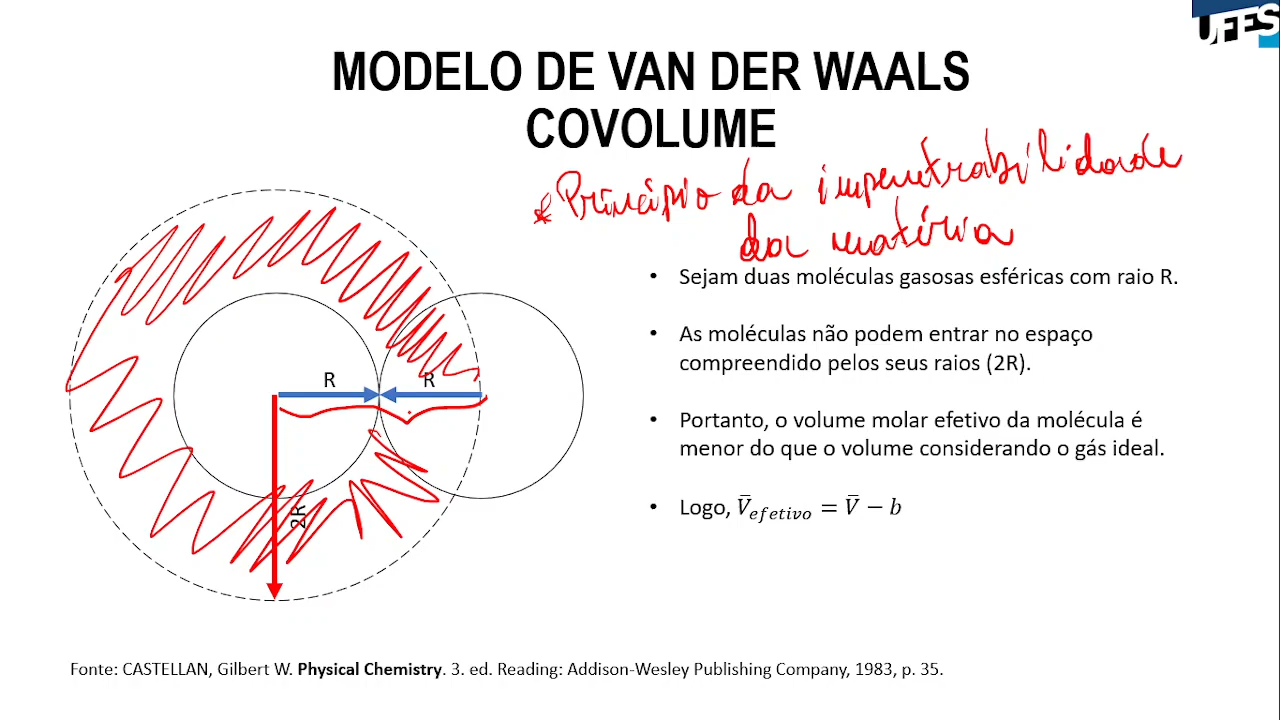 UFES
MODELO DE VAN DER WAALS
COVOLUME
* Princípio da impenetrabilidade
da matéria
• Sejam duas moléculas gasosas esféricas com raio R.
• As moléculas não podem entrar no espaço
compreendido pelos seus raios (2R).
• Portanto, o volume molar efetivo da molécula é
menor do que o volume considerando o gás ideal.
• Logo, V̄efetivo = V̄ − b
R
R
2R
Fonte: CASTELLAN, Gilbert W. Physical Chemistry. 3. ed. Reading: Addison-Wesley Publishing Company, 1983, p. 35.